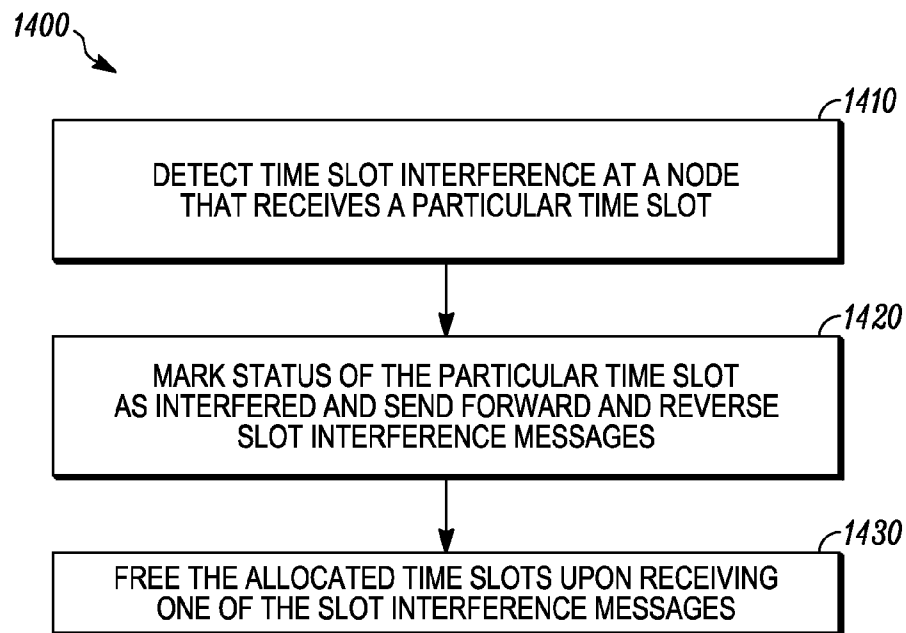 1400
1410
DETECT TIME SLOT INTERFERENCE AT A NODE
THAT RECEIVES A PARTICULAR TIME SLOT
1420
MARK STATUS OF THE PARTICULAR TIME SLOT
AS INTERFERED AND SEND FORWARD AND REVERSE
SLOT INTERFERENCE MESSAGES
1430
FREE THE ALLOCATED TIME SLOTS UPON RECEIVING
ONE OF THE SLOT INTERFERENCE MESSAGES